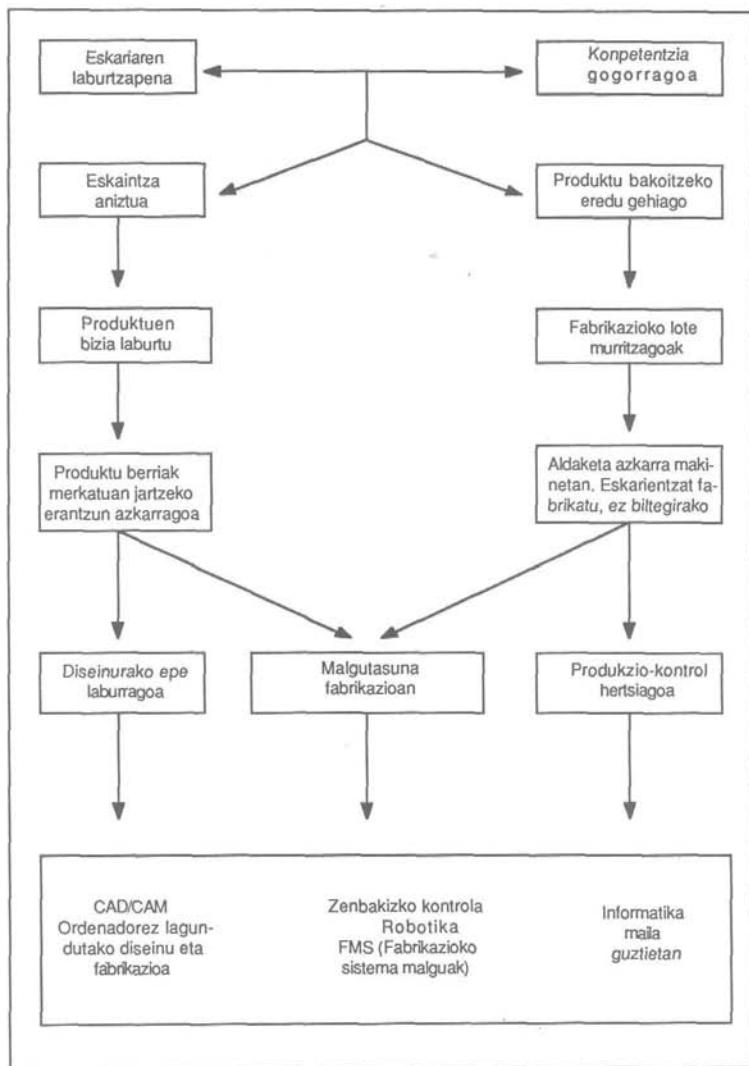 Eskariaren
laburtzapena
Konpetentzia
gogorragoa
Eskaintza
aniztua
Produktu bakoitzeko
eredu gehiago
Produktuen
bizia laburtu
Fabrikazioko lote
murritzagoak
Produktu berriak
merkatuan jartzeko
erantzun azkarragoa
Aldaketa azkarra maki-
netan. Eskarientzat fa-
brikatu, ez biltegirako
Diseinurako epe
laburragoa
Malgutasuna
fabrikazioan
Produkzio-kontrol
hertsiagoa
CAD/CAM
Ordenadorez lagun-
dutako diseinu eta
fabrikazioa
Zenbakizko kontrola
Robotika
FMS (Fabrikazioko
sistema malguak)
Informatika
maila
guztietan